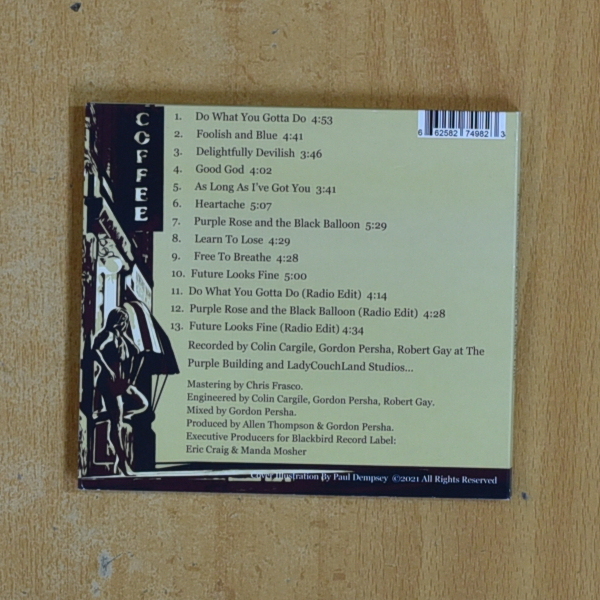 COFFEE
1. Do What You Gotta Do 4:53
2. Foolish and Blue 4:41
3. Delightfully Devilish 3:46
4. Good God 4:02
5. As Long As I've Got You 3:41
6. Heartache 5:07
7. Purple Rose and the Black Balloon 5:29
8. Learn To Lose 4:29
9. Free To Breathe 4:28
10. Future Looks Fine 5:00
11. Do What You Gotta Do (Radio Edit) 4:14
12. Purple Rose and the Black Balloon (Radio Edit) 4:28
13. Future Looks Fine (Radio Edit) 4:34
Recorded by Colin Cargile, Gordon Persha, Robert Gay at The
Purple Building and LadyCouchLand Studios...
Mastering by Chris Frasco.
Engineered by Colin Cargile, Gordon Persha, Robert Gay.
Mixed by Gordon Persha.
Produced by Allen Thompson & Gordon Persha.
Executive Producers for Blackbird Record Label:
Eric Craig & Manda Mosher
Cover Illustration By Paul Dempsey ©2021 All Rights Reserved
6 62582 74982 3